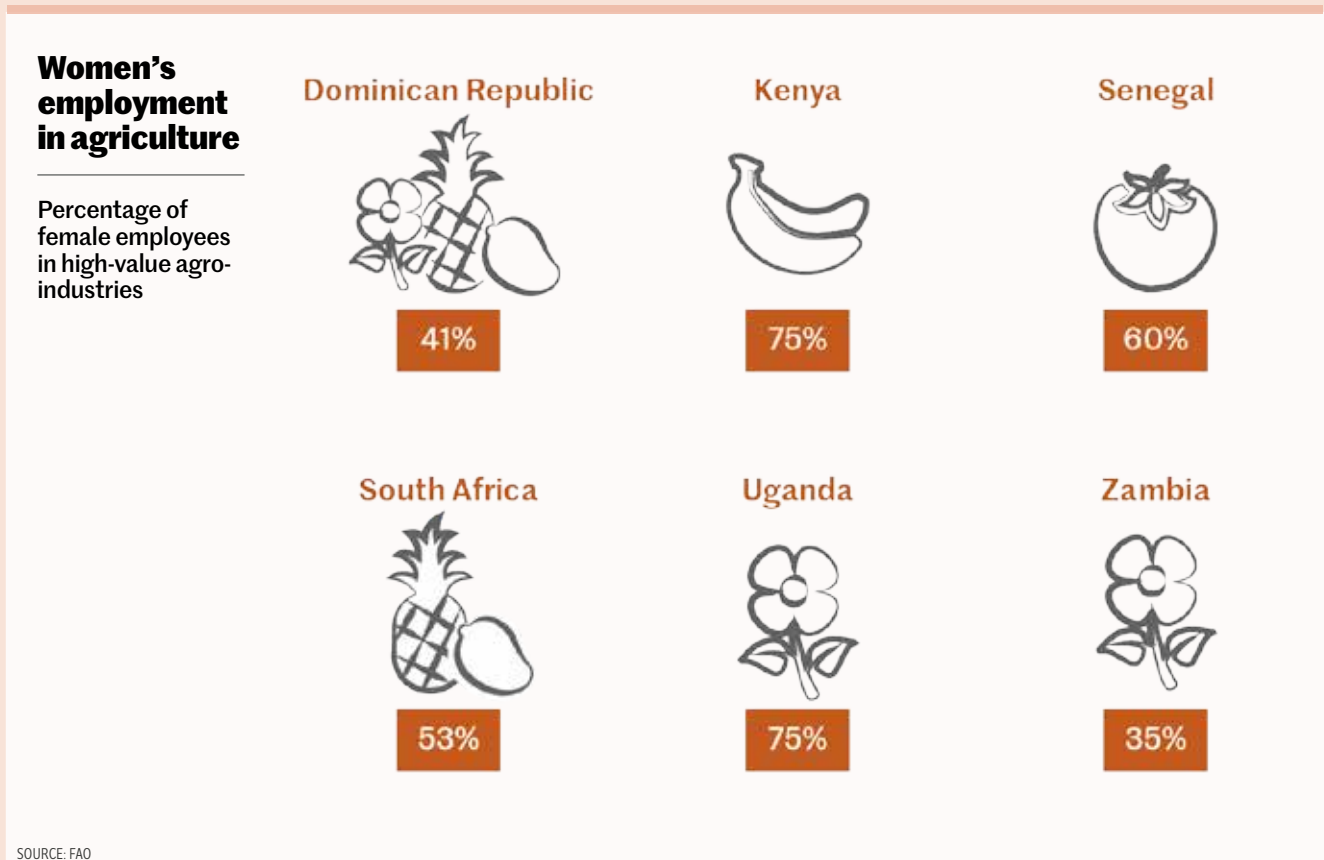 Women's
employment
in agriculture
Percentage of
female employees
in high-value agro-
industries
Dominican Republic
41%
Kenya
75%
Senegal
60%
South Africa
53%
Uganda
75%
Zambia
35%
SOURCE: FAO